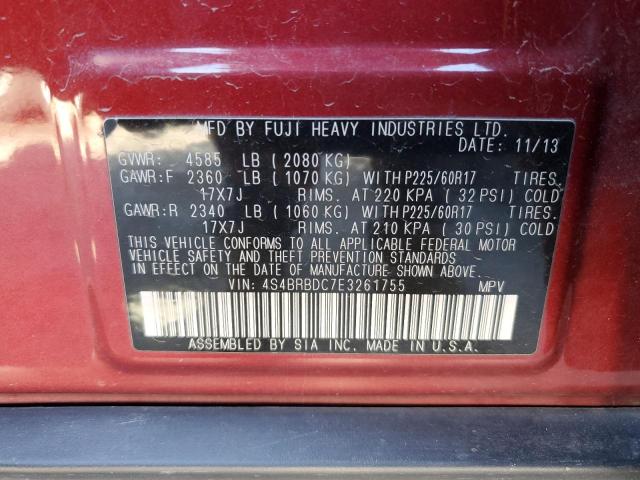 MFD BY FUJI HEAVY INDUSTRIES LTD.
DATE: 11/13
GVWR: 4585 LB (2080 KG)
GAWR:F 2360 LB (1070 KG) WITH P225/60R17 TIRES.
17X7J RIMS. AT 220 KPA (32 PSI) COLD
GAWR:R 2340 LB (1060 KG) WITH P225/60R17 TIRES.
17X7J RIMS. AT 210 KPA (30 PSI) COLD
THIS VEHICLE CONFORMS TO ALL APPLICABLE FEDERAL MOTOR
VEHICLE SAFETY AND THEFT PREVENTION STANDARDS
IN EFFECT ON THE DATE OF MANUFACTURE SHOWN ABOVE.
VIN: 4S4BRBDC7E3261755 MPV
ASSEMBLED BY SIA INC. MADE IN U.S.A.